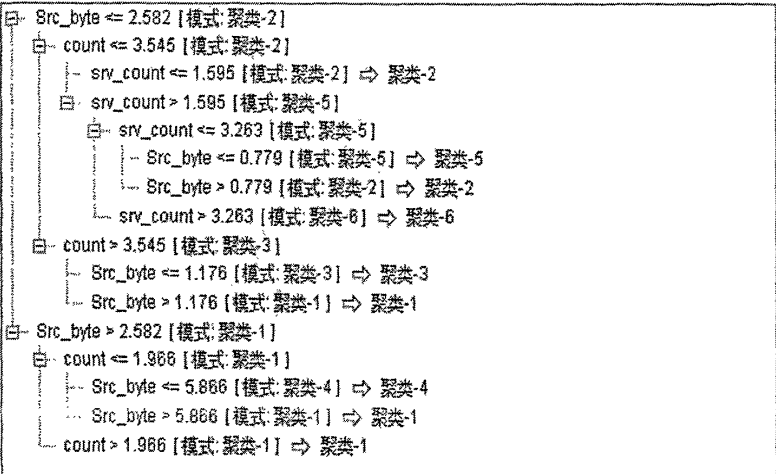 Src_byte <= 2.582 [模式: 聚类-2]
count <= 3.545 [模式: 聚类-2]
srv_count <= 1.595 [模式: 聚类-2] ⇨ 聚类-2
srv_count > 1.595 [模式: 聚类-5]
srv_count <= 3.263 [模式: 聚类-5]
Src_byte <= 0.779 [模式: 聚类-5] ⇨ 聚类-5
Src_byte > 0.779 [模式: 聚类-2] ⇨ 聚类-2
srv_count > 3.263 [模式: 聚类-6] ⇨ 聚类-6
count > 3.545 [模式: 聚类-3]
Src_byte <= 1.176 [模式: 聚类-3] ⇨ 聚类-3
Src_byte > 1.176 [模式: 聚类-1] ⇨ 聚类-1
Src_byte > 2.582 [模式: 聚类-1]
count <= 1.966 [模式: 聚类-1]
Src_byte <= 5.866 [模式: 聚类-4] ⇨ 聚类-4
Src_byte > 5.866 [模式: 聚类-1] ⇨ 聚类-1
count > 1.966 [模式: 聚类-1] ⇨ 聚类-1